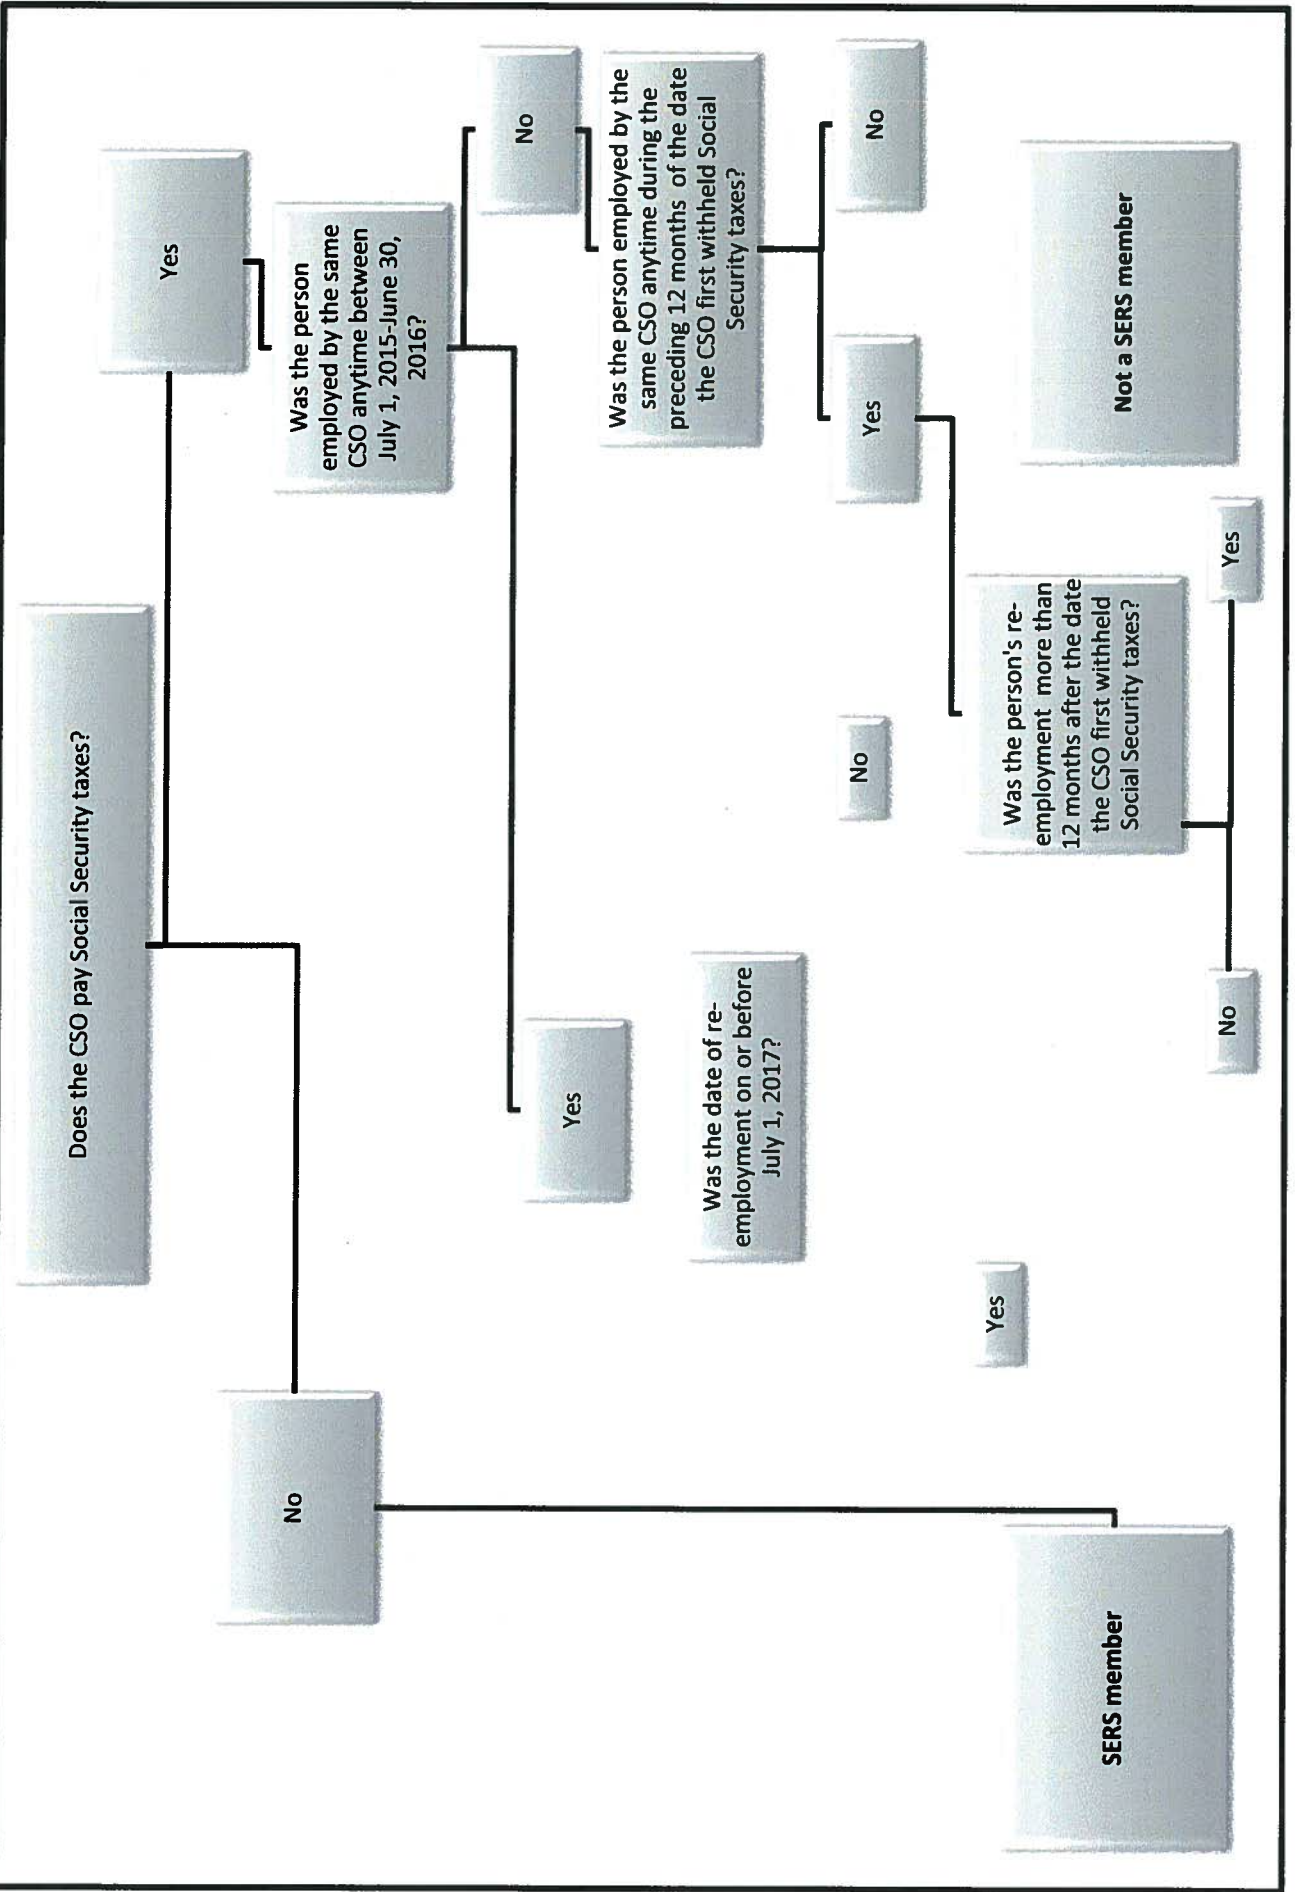 Does the CSO pay Social Security taxes?
Yes
Was the person
employed by the same
CSO anytime between
July 1, 2015-June 30,
2016?
No
Was the person employed by the
same CSO anytime during the
preceding 12 months of the date
the CSO first withheld Social
Security taxes?
No
Yes
Was the person's re-
employment more than
12 months after the date
the CSO first withheld
Social Security taxes?
Yes
No
Not a SERS member
Yes
Was the date of re-
employment on or before
July 1, 2017?
No
Yes
No
SERS member